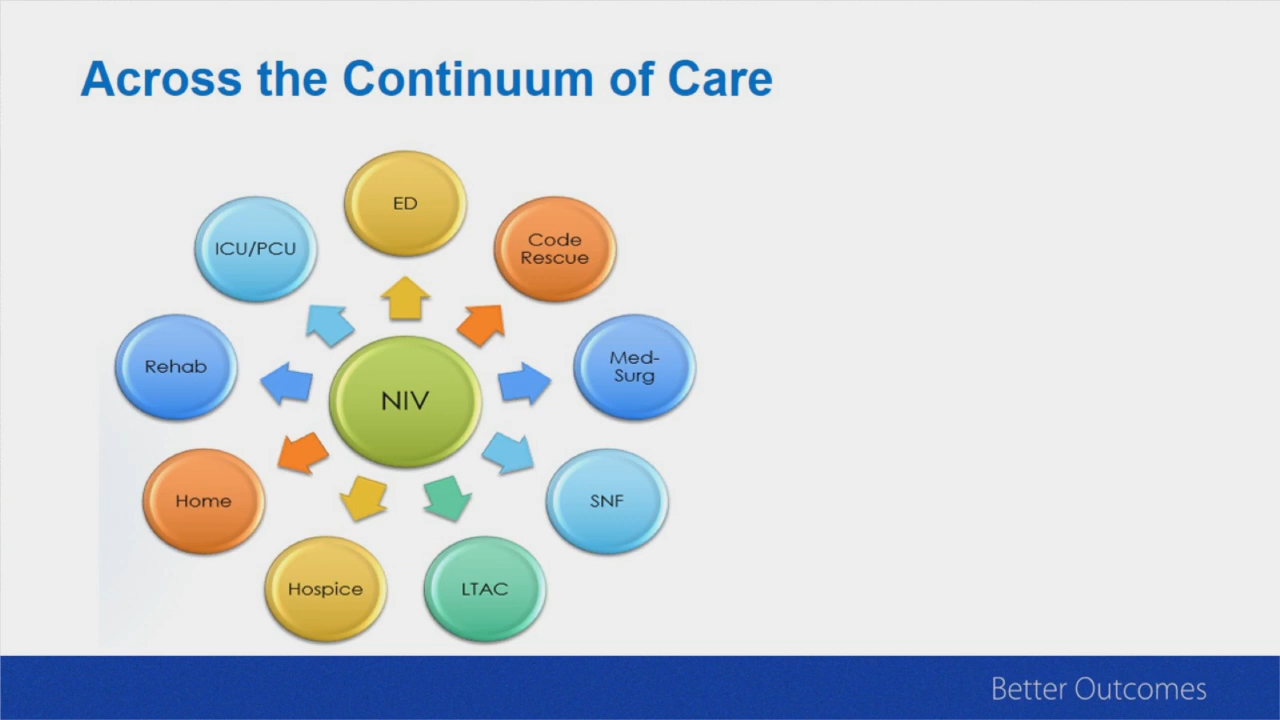 Across the Continuum of Care
ED
ICU/PCU
Code
Rescue
Rehab
Med-
Surg
NIV
Home
SNF
Hospice
LTAC
Better Outcomes